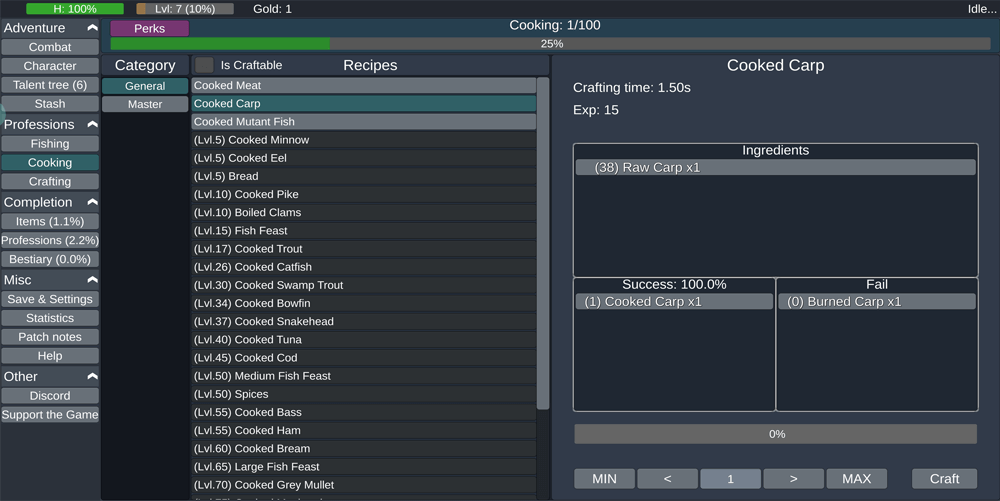 H: 100%
Lvl: 7 (10%)
Gold: 1
Idle...
Adventure
Combat
Character
Talent tree (6)
Stash
Professions
Fishing
Cooking
Crafting
Completion
Items (1.1%)
Professions (2.2%)
Bestiary (0.0%)
Misc
Save & Settings
Statistics
Patch notes
Help
Other
Discord
Support the Game
Perks
Cooking: 1/100
25%
Category
General
Master
Is Craftable
Recipes
Cooked Meat
Cooked Carp
Cooked Mutant Fish
(Lvl.5) Cooked Minnow
(Lvl.5) Cooked Eel
(Lvl.5) Bread
(Lvl.10) Cooked Pike
(Lvl.10) Boiled Clams
(Lvl.15) Fish Feast
(Lvl.17) Cooked Trout
(Lvl.26) Cooked Catfish
(Lvl.30) Cooked Swamp Trout
(Lvl.34) Cooked Bowfin
(Lvl.37) Cooked Snakehead
(Lvl.40) Cooked Tuna
(Lvl.45) Cooked Cod
(Lvl.50) Medium Fish Feast
(Lvl.50) Spices
(Lvl.55) Cooked Bass
(Lvl.55) Cooked Ham
(Lvl.60) Cooked Bream
(Lvl.65) Large Fish Feast
(Lvl.70) Cooked Grey Mullet
Cooked Carp
Crafting time: 1.50s
Exp: 15
Ingredients
(38) Raw Carp x1
Success: 100.0%
(1) Cooked Carp x1
Fail
(0) Burned Carp x1
0%
MIN
<
1
>
MAX
Craft